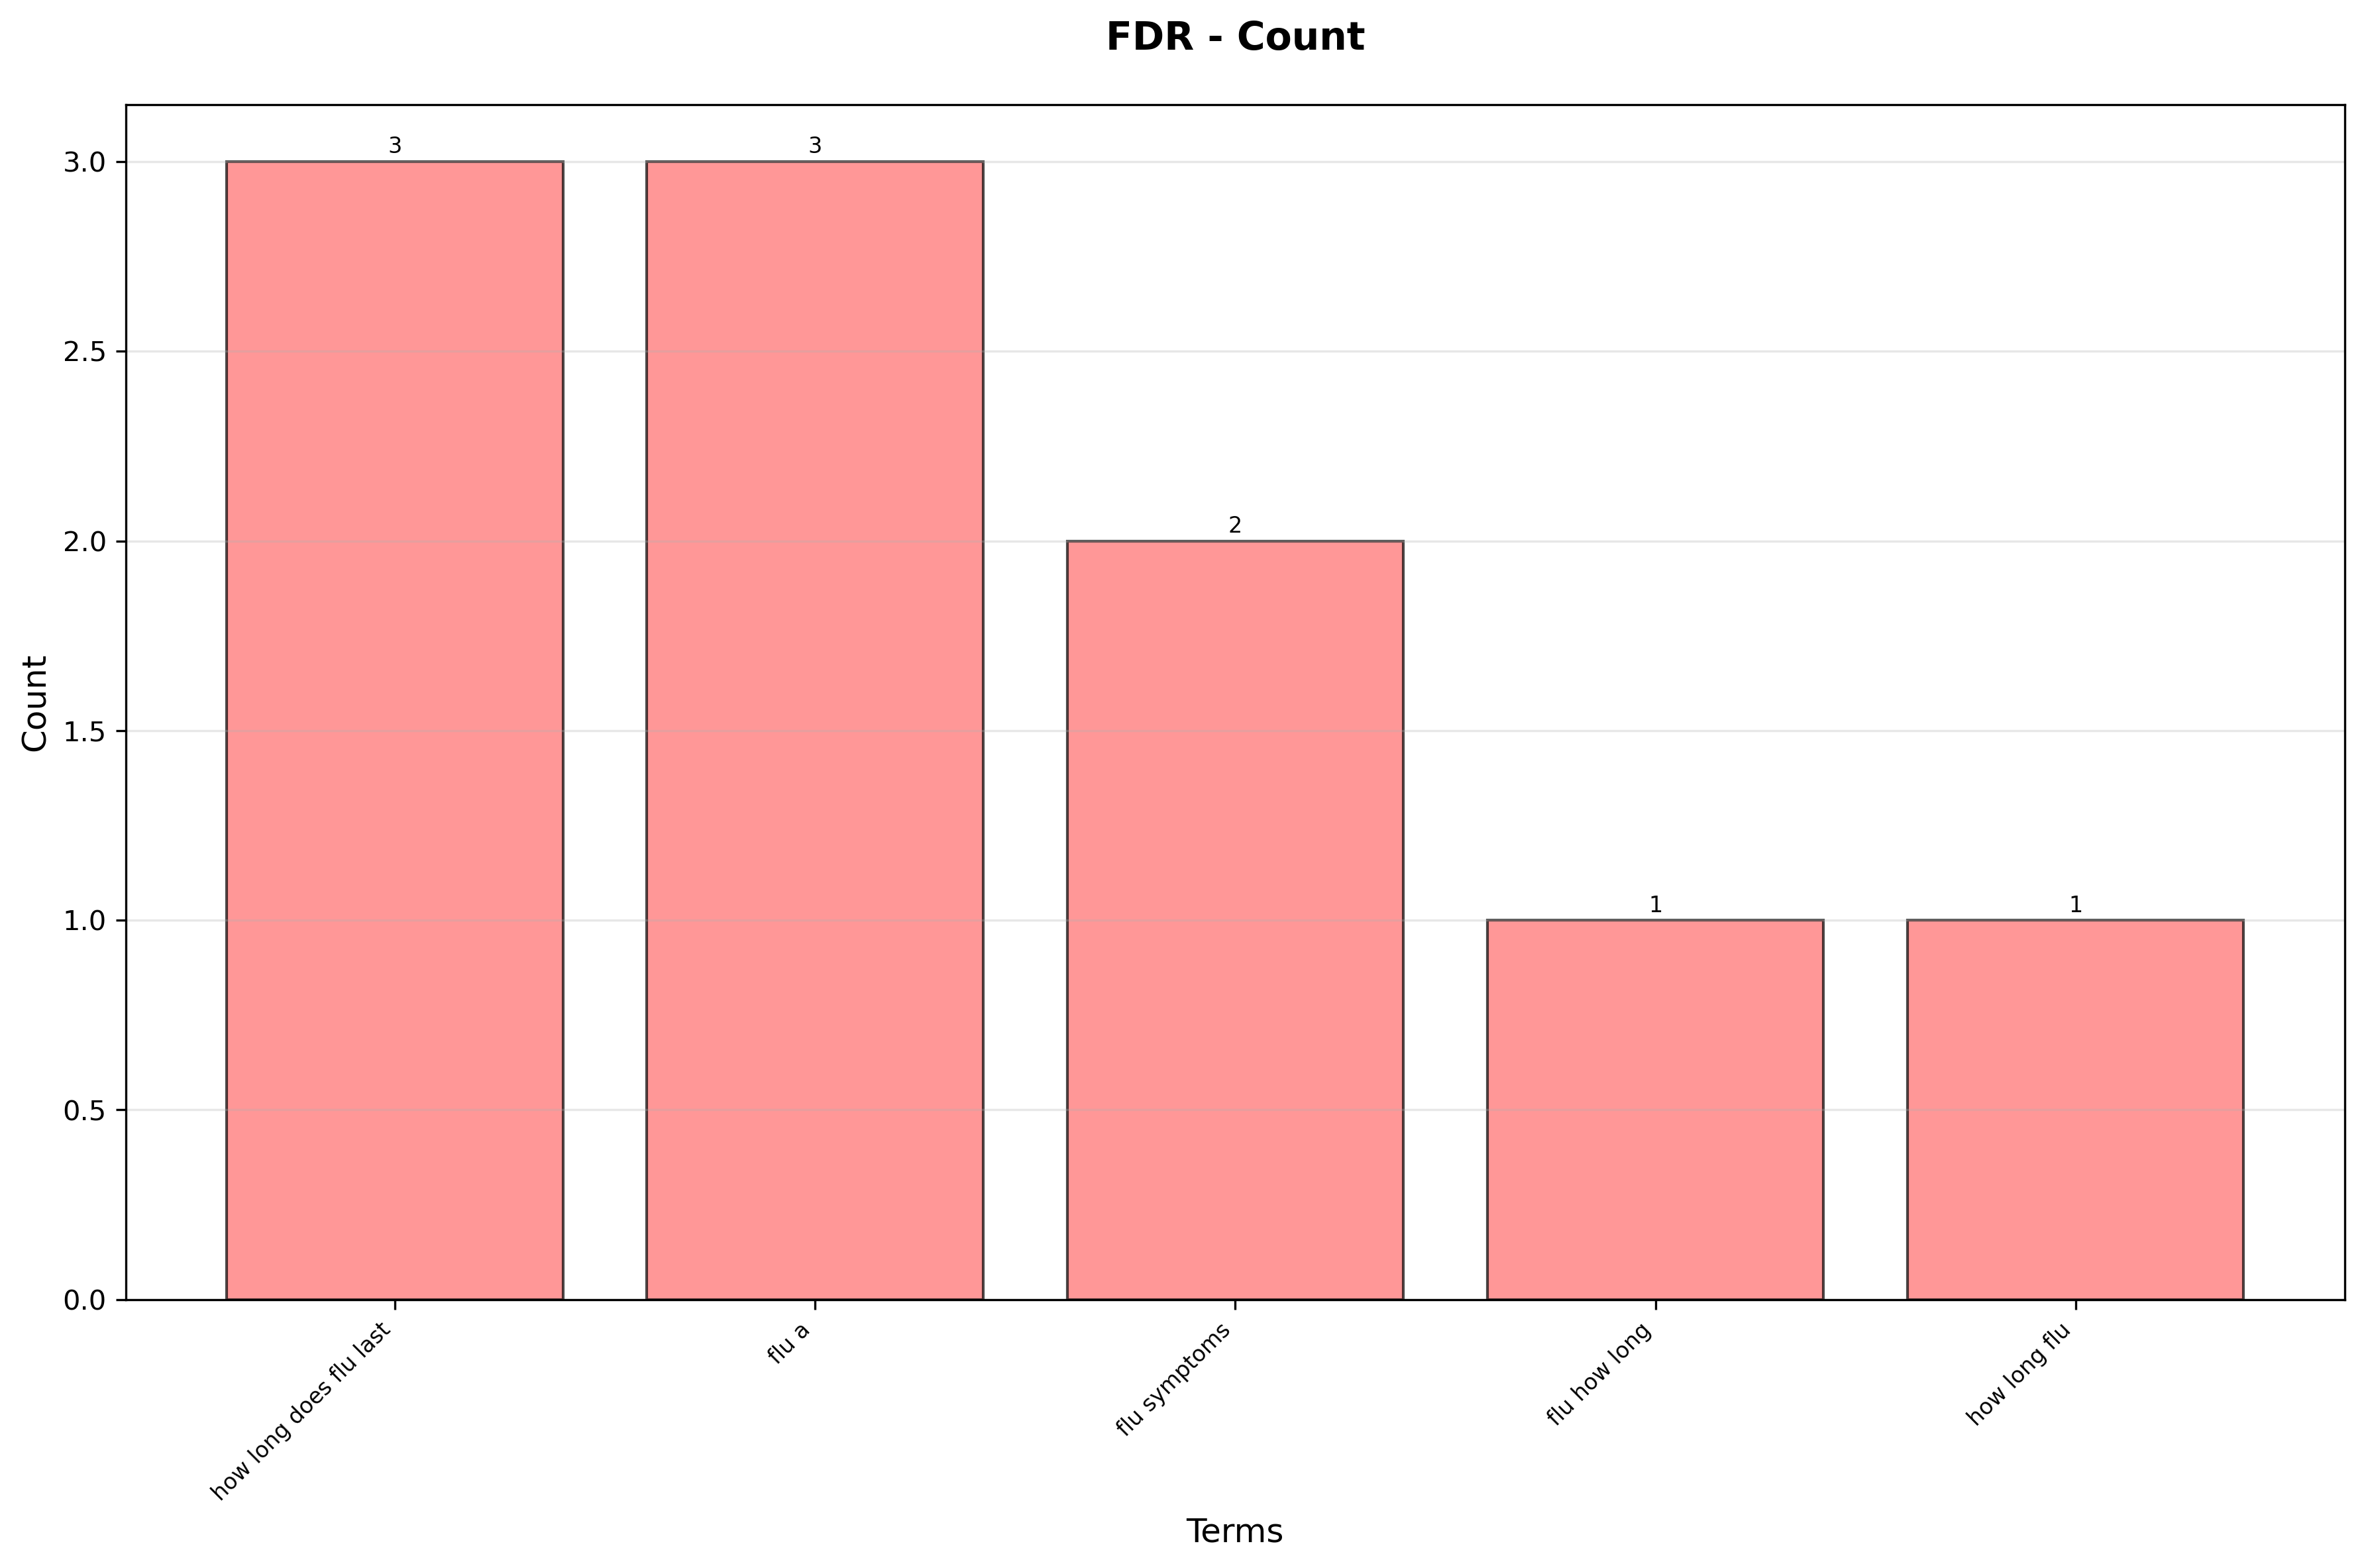 FDR - Count
3
3
2
1
1
3.0
2.5
2.0
1.5
1.0
0.5
0.0
Count
how long does flu last
flu a
flu symptoms
flu how long
how long flu
Terms